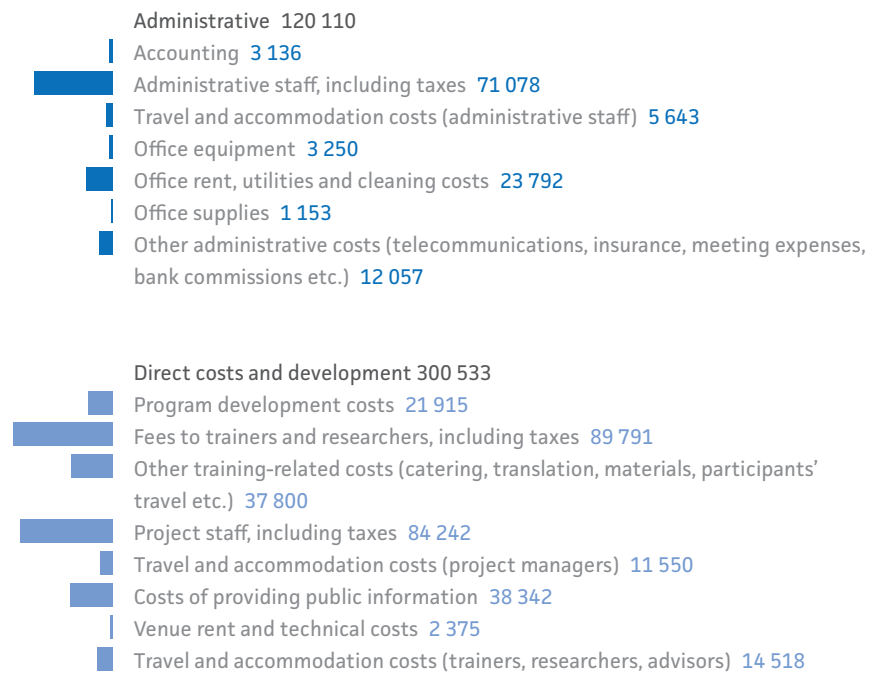 Administrative 120 110
Accounting 3 136
Administrative staff, including taxes 71 078
Travel and accommodation costs (administrative staff) 5 643
Office equipment 3 250
Office rent, utilities and cleaning costs 23 792
Office supplies 1 153
Other administrative costs (telecommunications, insurance, meeting expenses,
bank commissions etc.) 12 057
Direct costs and development 300 533
Program development costs 21 915
Fees to trainers and researchers, including taxes 89 791
Other training-related costs (catering, translation, materials, participants’
travel etc.) 37 800
Project staff, including taxes 84 242
Travel and accommodation costs (project managers) 11 550
Costs of providing public information 38 342
Venue rent and technical costs 2 375
Travel and accommodation costs (trainers, researchers, advisors) 14 518